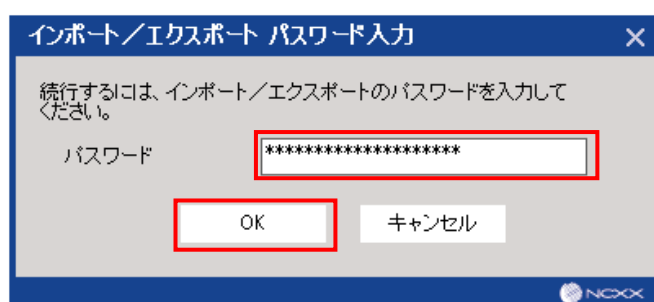 インポート／エクスポート パスワード入力
続行するには、インポート／エクスポートのパスワードを入力して
ください。
パスワード
********************
OK
キャンセル
NCXX